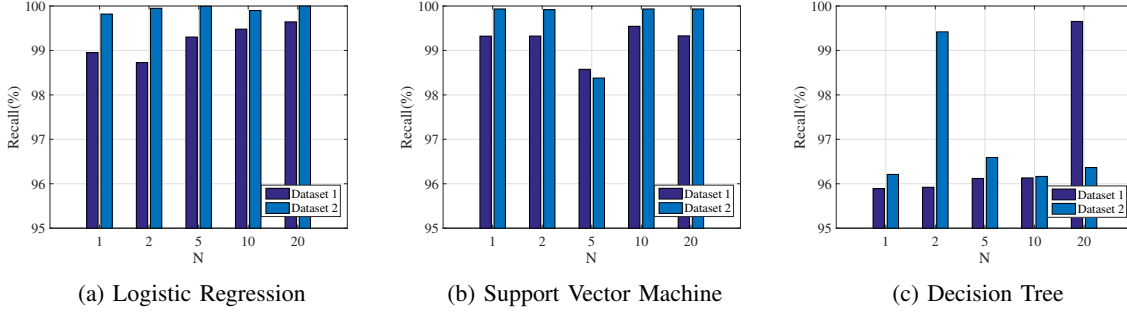 100
99
98
97
96
95
Recall(%)
1 2 5 10 20
N
Dataset 1
Dataset 2
(a) Logistic Regression
100
99
98
97
96
95
Recall(%)
1 2 5 10 20
N
Dataset 1
Dataset 2
(b) Support Vector Machine
100
99
98
97
96
95
Recall(%)
1 2 5 10 20
N
Dataset 1
Dataset 2
(c) Decision Tree